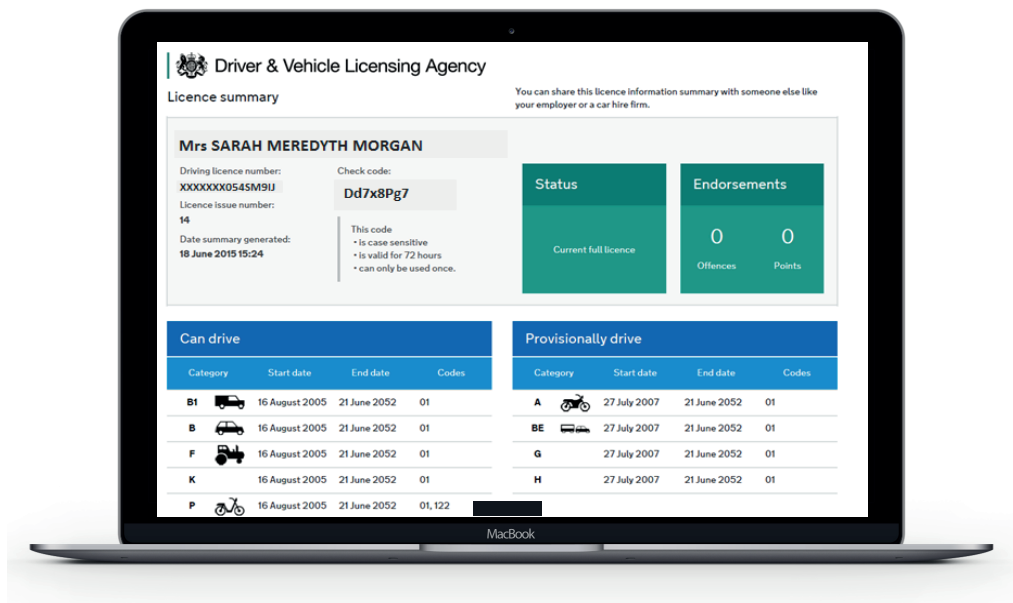 Driver & Vehicle Licensing Agency
Licence summary
You can share this licence information summary with someone else like
your employer or a car hire firm.
Mrs SARAH MEREDYTH MORGAN
Driving licence number:
XXXXXXX054SM9IJ
Licence issue number:
14
Date summary generated:
18 June 2015 15:24
Check code:
Dd7x8Pg7
This code
• is case sensitive
• is valid for 72 hours
• can only be used once.
Status
Current full licence
Endorsements
0 0
Offences Points
Can drive
Category Start date End date Codes
B1 16 August 2005 21 June 2052 01
B 16 August 2005 21 June 2052 01
F 16 August 2005 21 June 2052 01
K 16 August 2005 21 June 2052 01
P 16 August 2005 21 June 2052 01, 122
Provisionally drive
Category Start date End date Codes
A 27 July 2007 21 June 2052 01
BE 27 July 2007 21 June 2052 01
G 27 July 2007 21 June 2052 01
H 27 July 2007 21 June 2052 01
MacBook